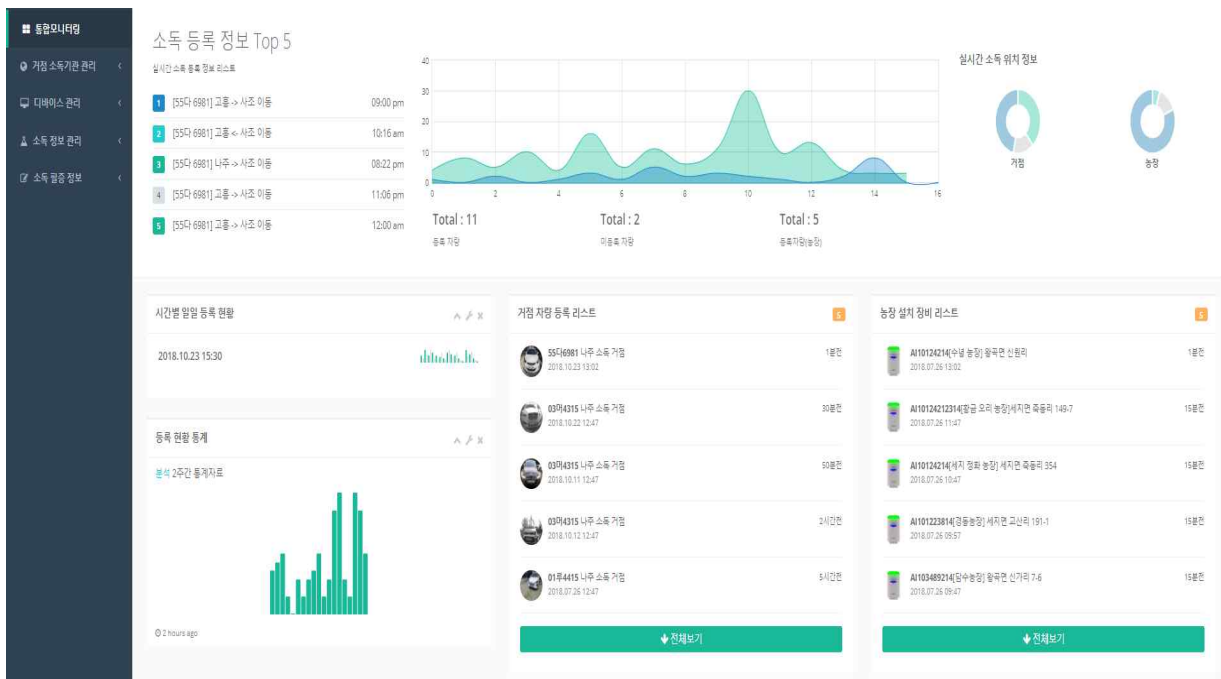 통합모니터링
거점 소독기관 관리
디바이스 관리
소독 정보 관리
소독 필증 정보
소독 등록 정보 Top 5
실시간 소독 등록 정보 리스트
1 [55다 6981] 고흥 -> 사조 이동 09:00 pm
2 [55다 6981] 고흥 <- 사조 이동 10:16 am
3 [55다 6981] 나주 -> 사조 이동 08:22 pm
4 [55다 6981] 고흥 -> 사조 이동 11:06 pm
5 [55다 6981] 고흥 -> 사조 이동 12:00 am
40
30
20
10
0
0 2 4 6 8 10 12 14 16
Total : 11
등록 차량
Total : 2
미등록 차량
Total : 5
등록차량(농장)
실시간 소독 위치 정보
거점
농장
시간별 일일 등록 현황
2018.10.23 15:30
등록 현황 통계
분석 2주간 통계자료
2 hours ago
거점 차량 등록 리스트 5
55다6981 나주 소독 거점 1분전
2018.10.23 13:02
03머4315 나주 소독 거점 30분전
2018.10.22 12:47
03머4315 나주 소독 거점 50분전
2018.10.11 12:47
03머4315 나주 소독 거점 2시간전
2018.10.12 12:47
01루4415 나주 소독 거점 5시간전
2018.07.26 12:47
전체보기
농장 설치 장비 리스트 5
AI10124214[수녕 농장] 왕곡면 신원리 1분전
2018.07.26 13:02
AI10124212314[황금 오리 농장]세지면 죽동리 149-7 15분전
2018.07.26 11:47
AI10124214[세지 정화 농장] 세지면 죽동리 354 15분전
2018.07.26 10:47
AI101223814[경동농장] 세지면 교산리 191-1 15분전
2018.07.26 09:57
AI103489214[담수농장] 왕곡면 신가리 7-6 15분전
2018.07.26 09:47
전체보기